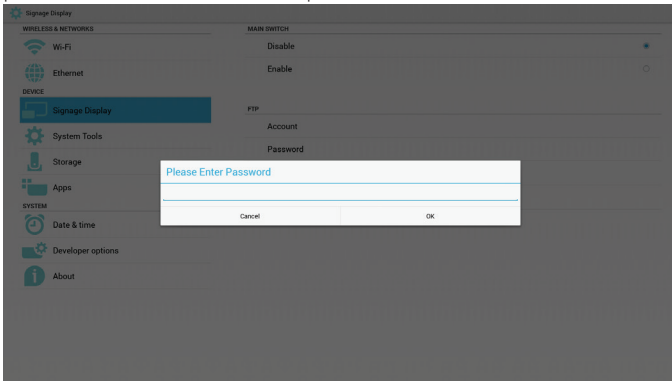 Signage Display
WIRELESS & NETWORKS
Wi-Fi
Ethernet
DEVICE
Signage Display
System Tools
Storage
Apps
SYSTEM
Date & time
Developer options
About
MAIN SWITCH
Disable
Enable
FTP
Account
Password
Please Enter Password
Cancel OK